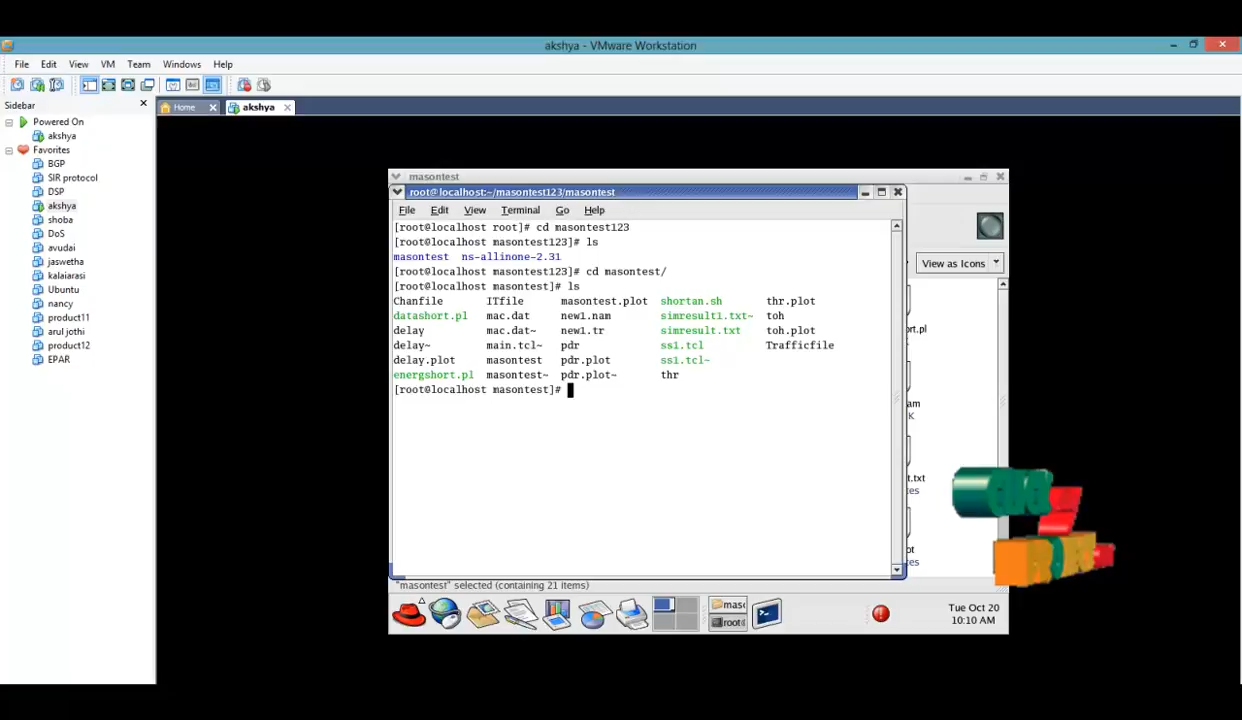 akshya - VMware Workstation
File Edit View VM Team Windows Help
Sidebar
Home akshya
Powered On
akshya
Favorites
BGP
SIR protocol
DSP
akshya
shoba
DoS
avudai
jaswetha
kalaiarasi
Ubuntu
nancy
product11
arul jothi
product12
EPAR
masontest
root@localhost:~/masontest123/masontest
File Edit View Terminal Go Help
[root@localhost root]# cd masontest123
[root@localhost masontest123]# ls
masontest ns-allinone-2.31
[root@localhost masontest123]# cd masontest/
[root@localhost masontest]# ls
Chanfile ITfile masontest.plot shortan.sh thr.plot
datashort.pl mac.dat new1.nam simresult1.txt~ toh
delay mac.dat~ new1.tr simresult.txt toh.plot
delay~ main.tcl~ pdr ss1.tcl Trafficfile
delay.plot masontest pdr.plot ss1.tcl~
energshort.pl masontest~ pdr.plot~ thr
[root@localhost masontest]#
View as Icons
"masontest" selected (containing 21 items)
Tue Oct 20
10:10 AM